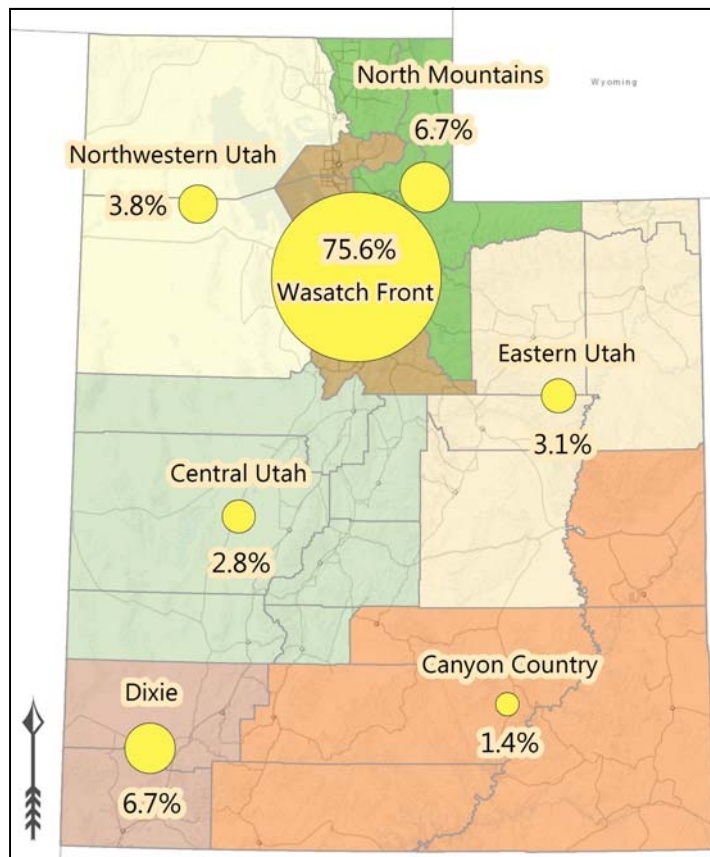 North Mountains
6.7%
Wyoming
Northwestern Utah
3.8%
75.6%
Wasatch Front
Eastern Utah
3.1%
Central Utah
2.8%
Canyon Country
1.4%
Dixie
6.7%